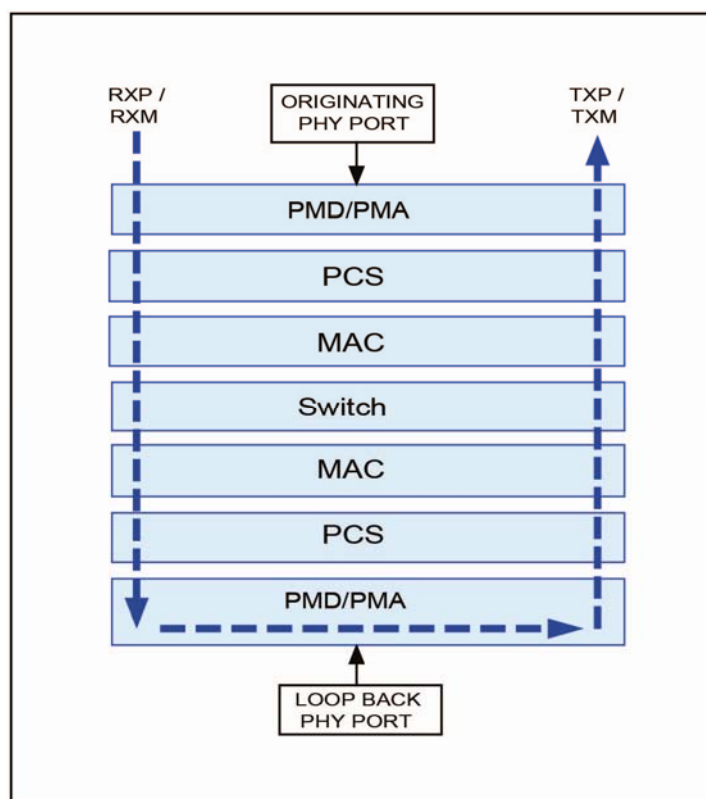 RXP /
RXM
ORIGINATING
PHY PORT
TXP /
TXM
PMD/PMA
PCS
MAC
Switch
MAC
PCS
PMD/PMA
LOOP BACK
PHY PORT